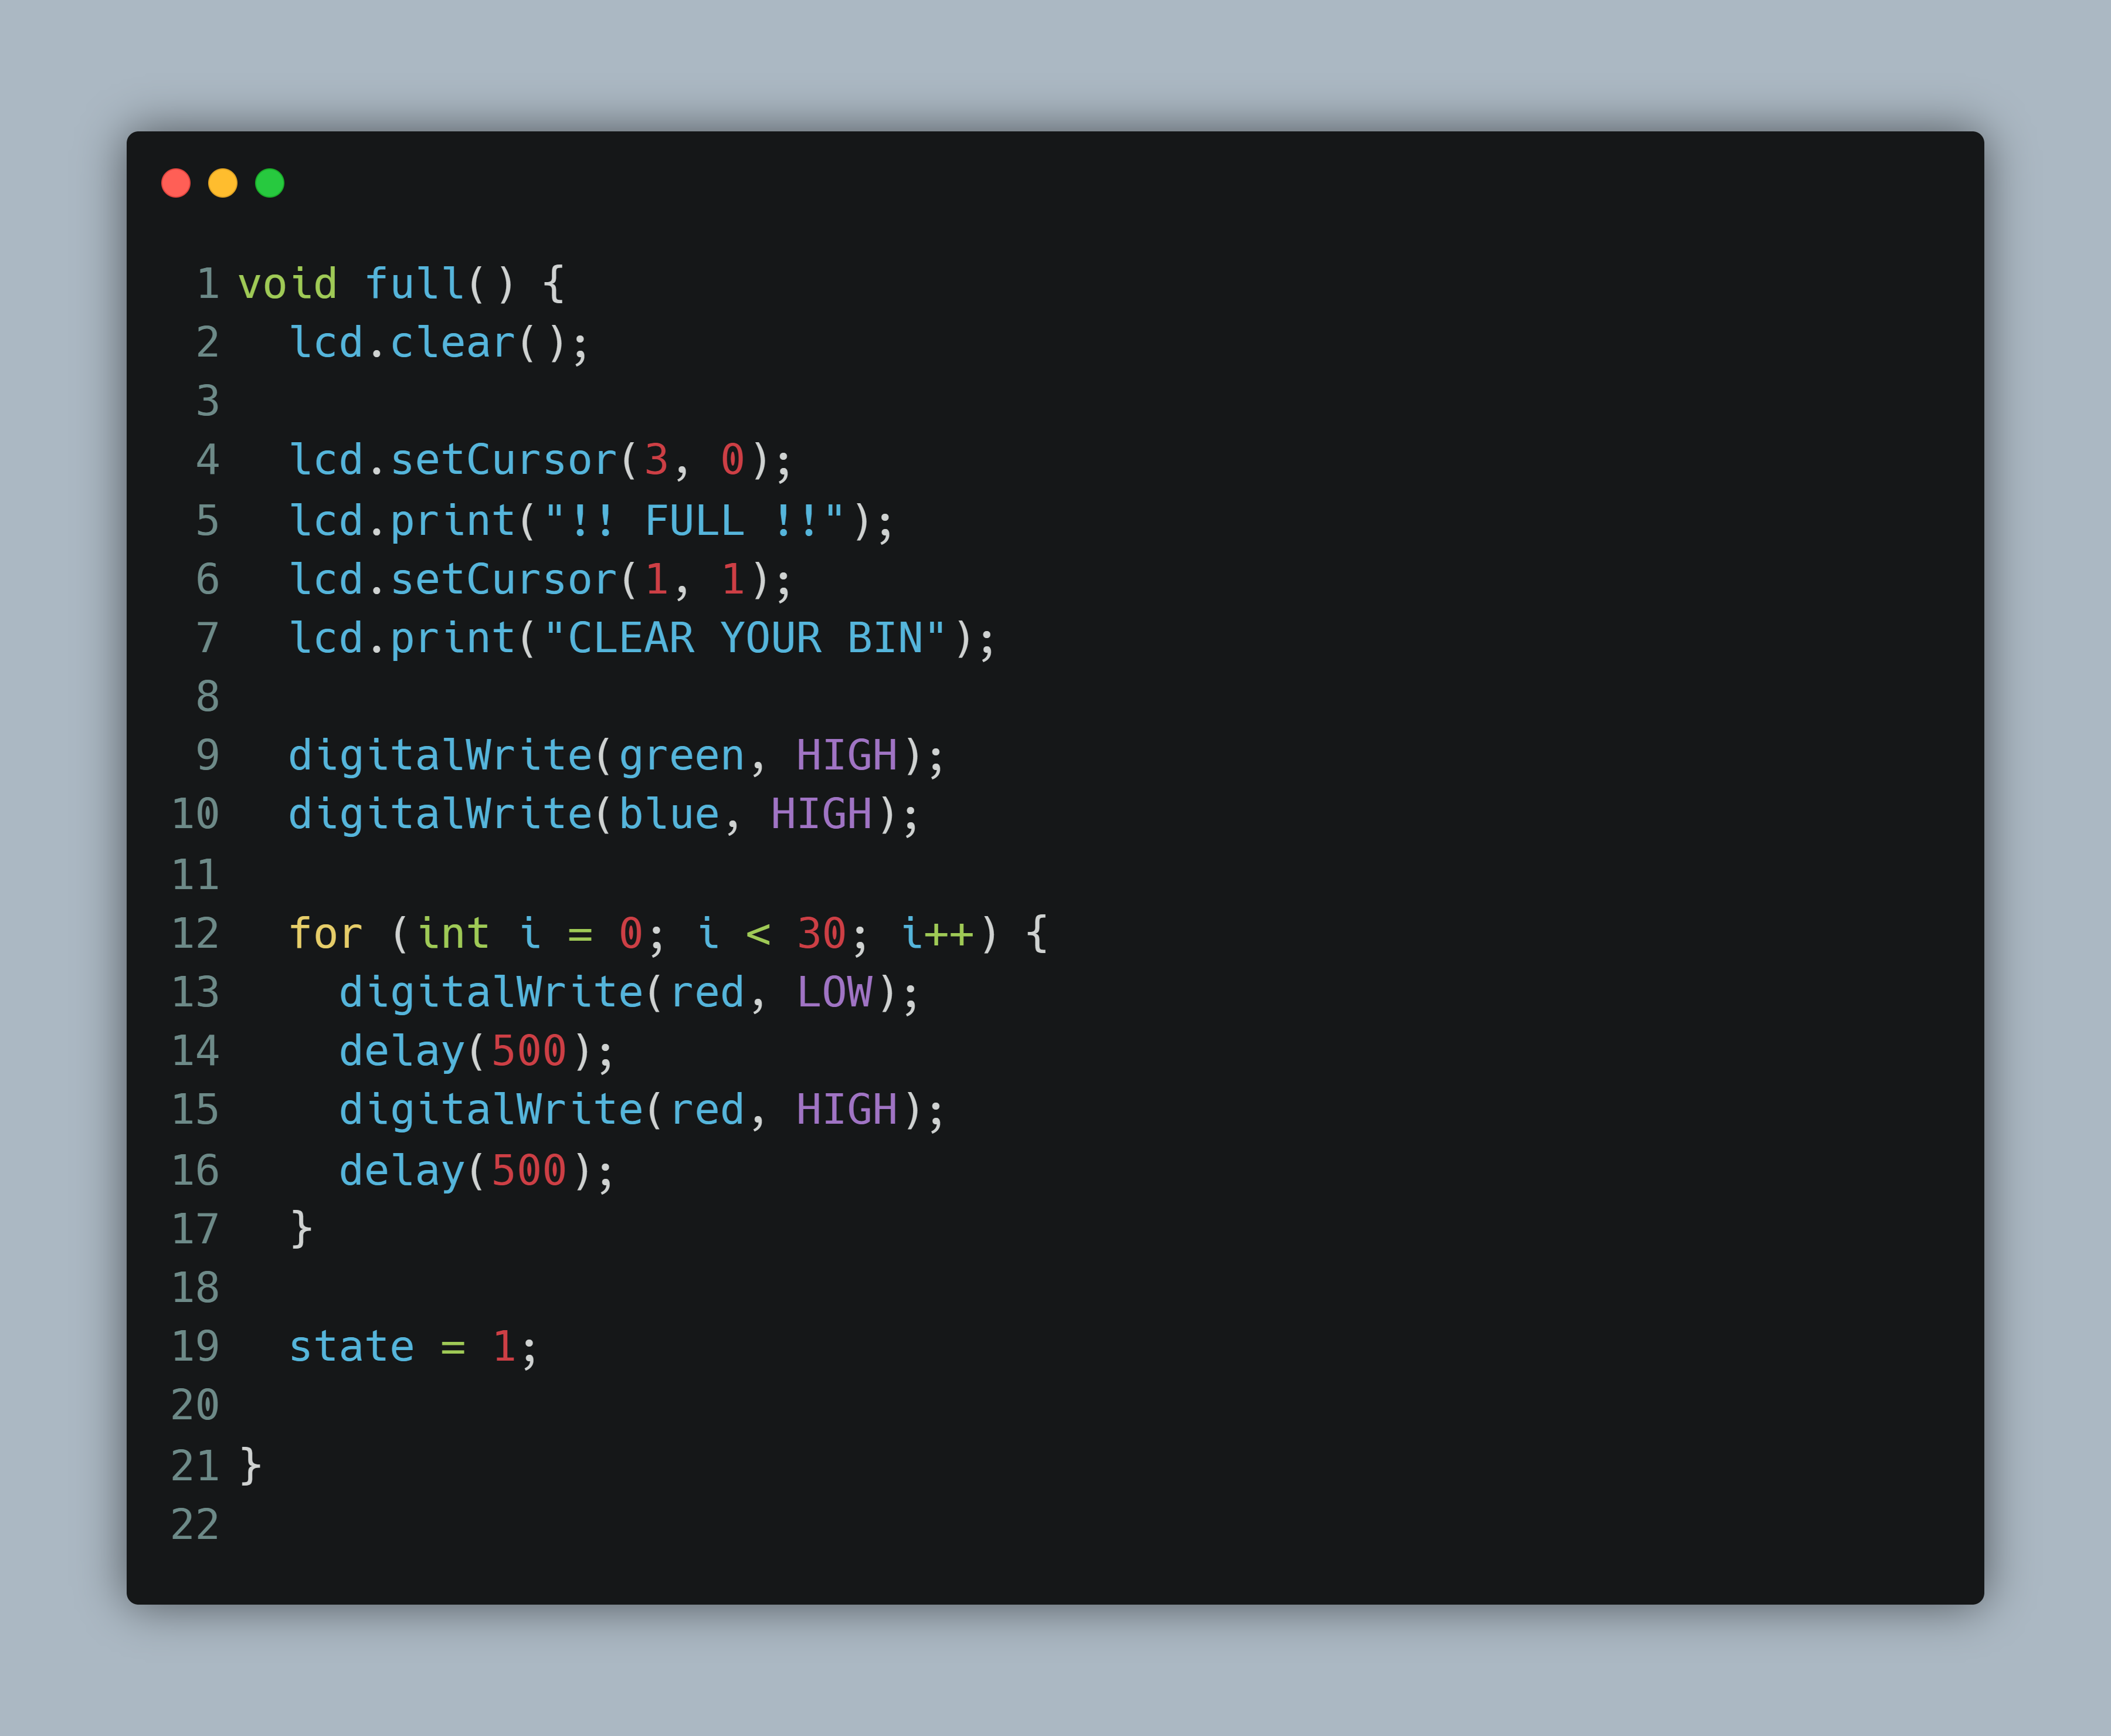 1 void full() {
2   lcd.clear();
3
4   lcd.setCursor(3, 0);
5   lcd.print("!! FULL !!");
6   lcd.setCursor(1, 1);
7   lcd.print("CLEAR YOUR BIN");
8
9   digitalWrite(green, HIGH);
10   digitalWrite(blue, HIGH);
11
12   for (int i = 0; i < 30; i++) {
13     digitalWrite(red, LOW);
14     delay(500);
15     digitalWrite(red, HIGH);
16     delay(500);
17   }
18
19   state = 1;
20
21 }
22